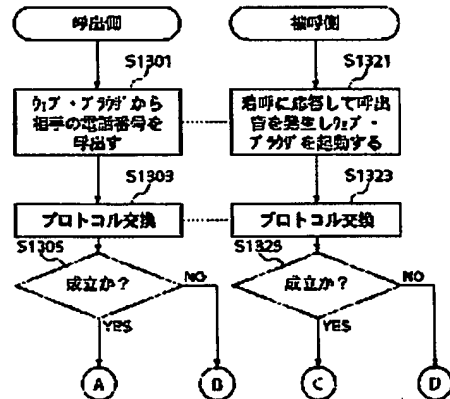 呼出側
被呼側
S1301
S1321
ウェブ・ブラウザから
相手の電話番号を
呼出す
着呼に応答して呼出
音を発生しウェブ・
ブラウザを起動する
S1303
S1323
プロトコル交換
プロトコル交換
S1305
S1325
成立か？
NO
成立か？
NO
YES
YES
A
B
C
D